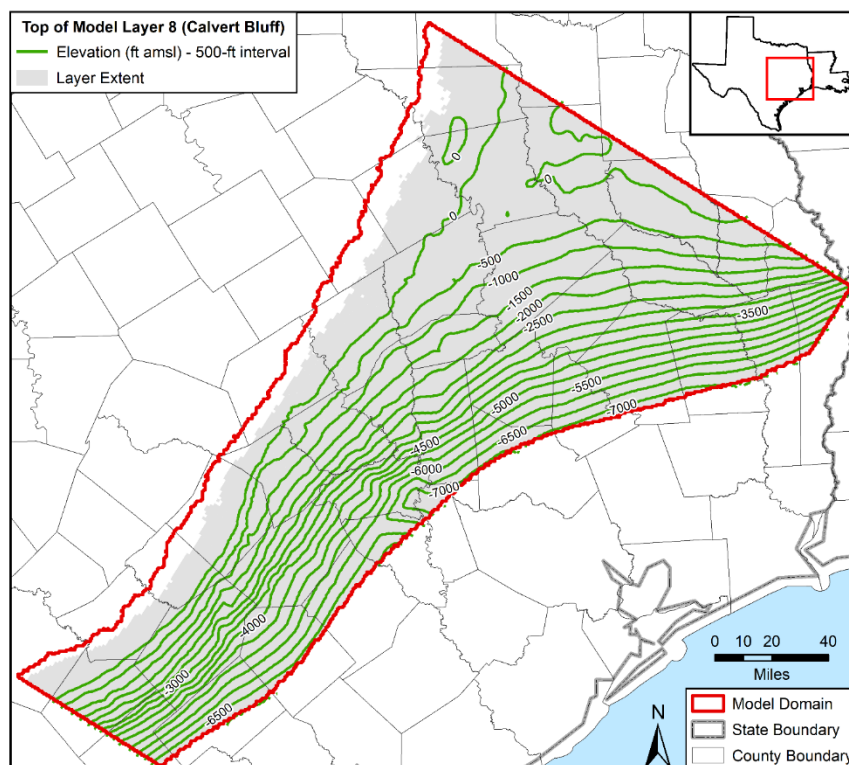 Top of Model Layer 8 (Calvert Bluff)
Elevation (ft amsl) - 500-ft interval
Layer Extent
0
0
0
-500
-1000
-1500
-2000
-2500
-3500
-5500
-5000
-7000
-4500
-6500
-6000
-7000
-4000
-3000
-6500
0 10 20 40
Miles
N
Model Domain
State Boundary
County Boundary